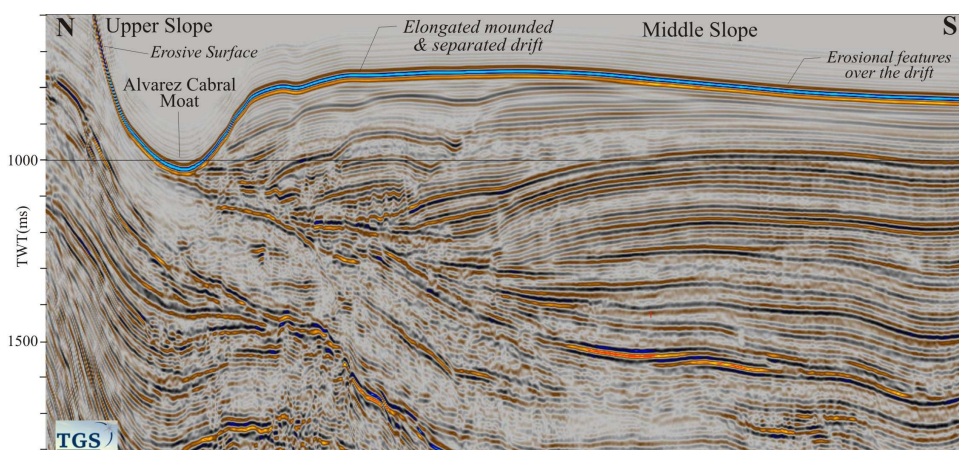 N
Upper Slope
Erosive Surface
Alvarez Cabral
Moat
Elongated mounded
& separated drift
Middle Slope
S
Erosional features
over the drift
1000
TWT(ms)
1500
TGS